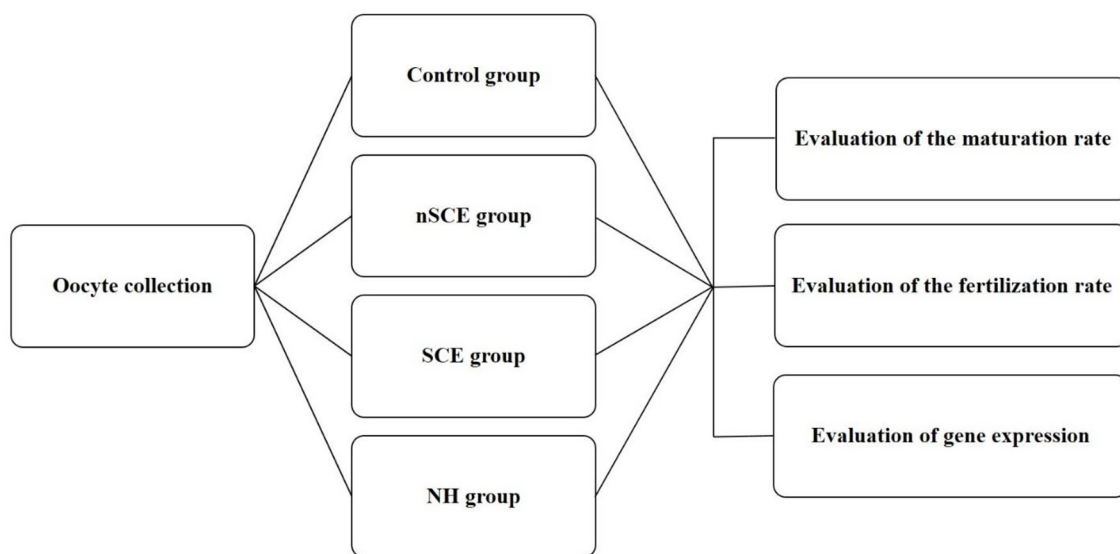 Oocyte collection
Control group
nSCE group
SCE group
NH group
Evaluation of the maturation rate
Evaluation of the fertilization rate
Evaluation of gene expression